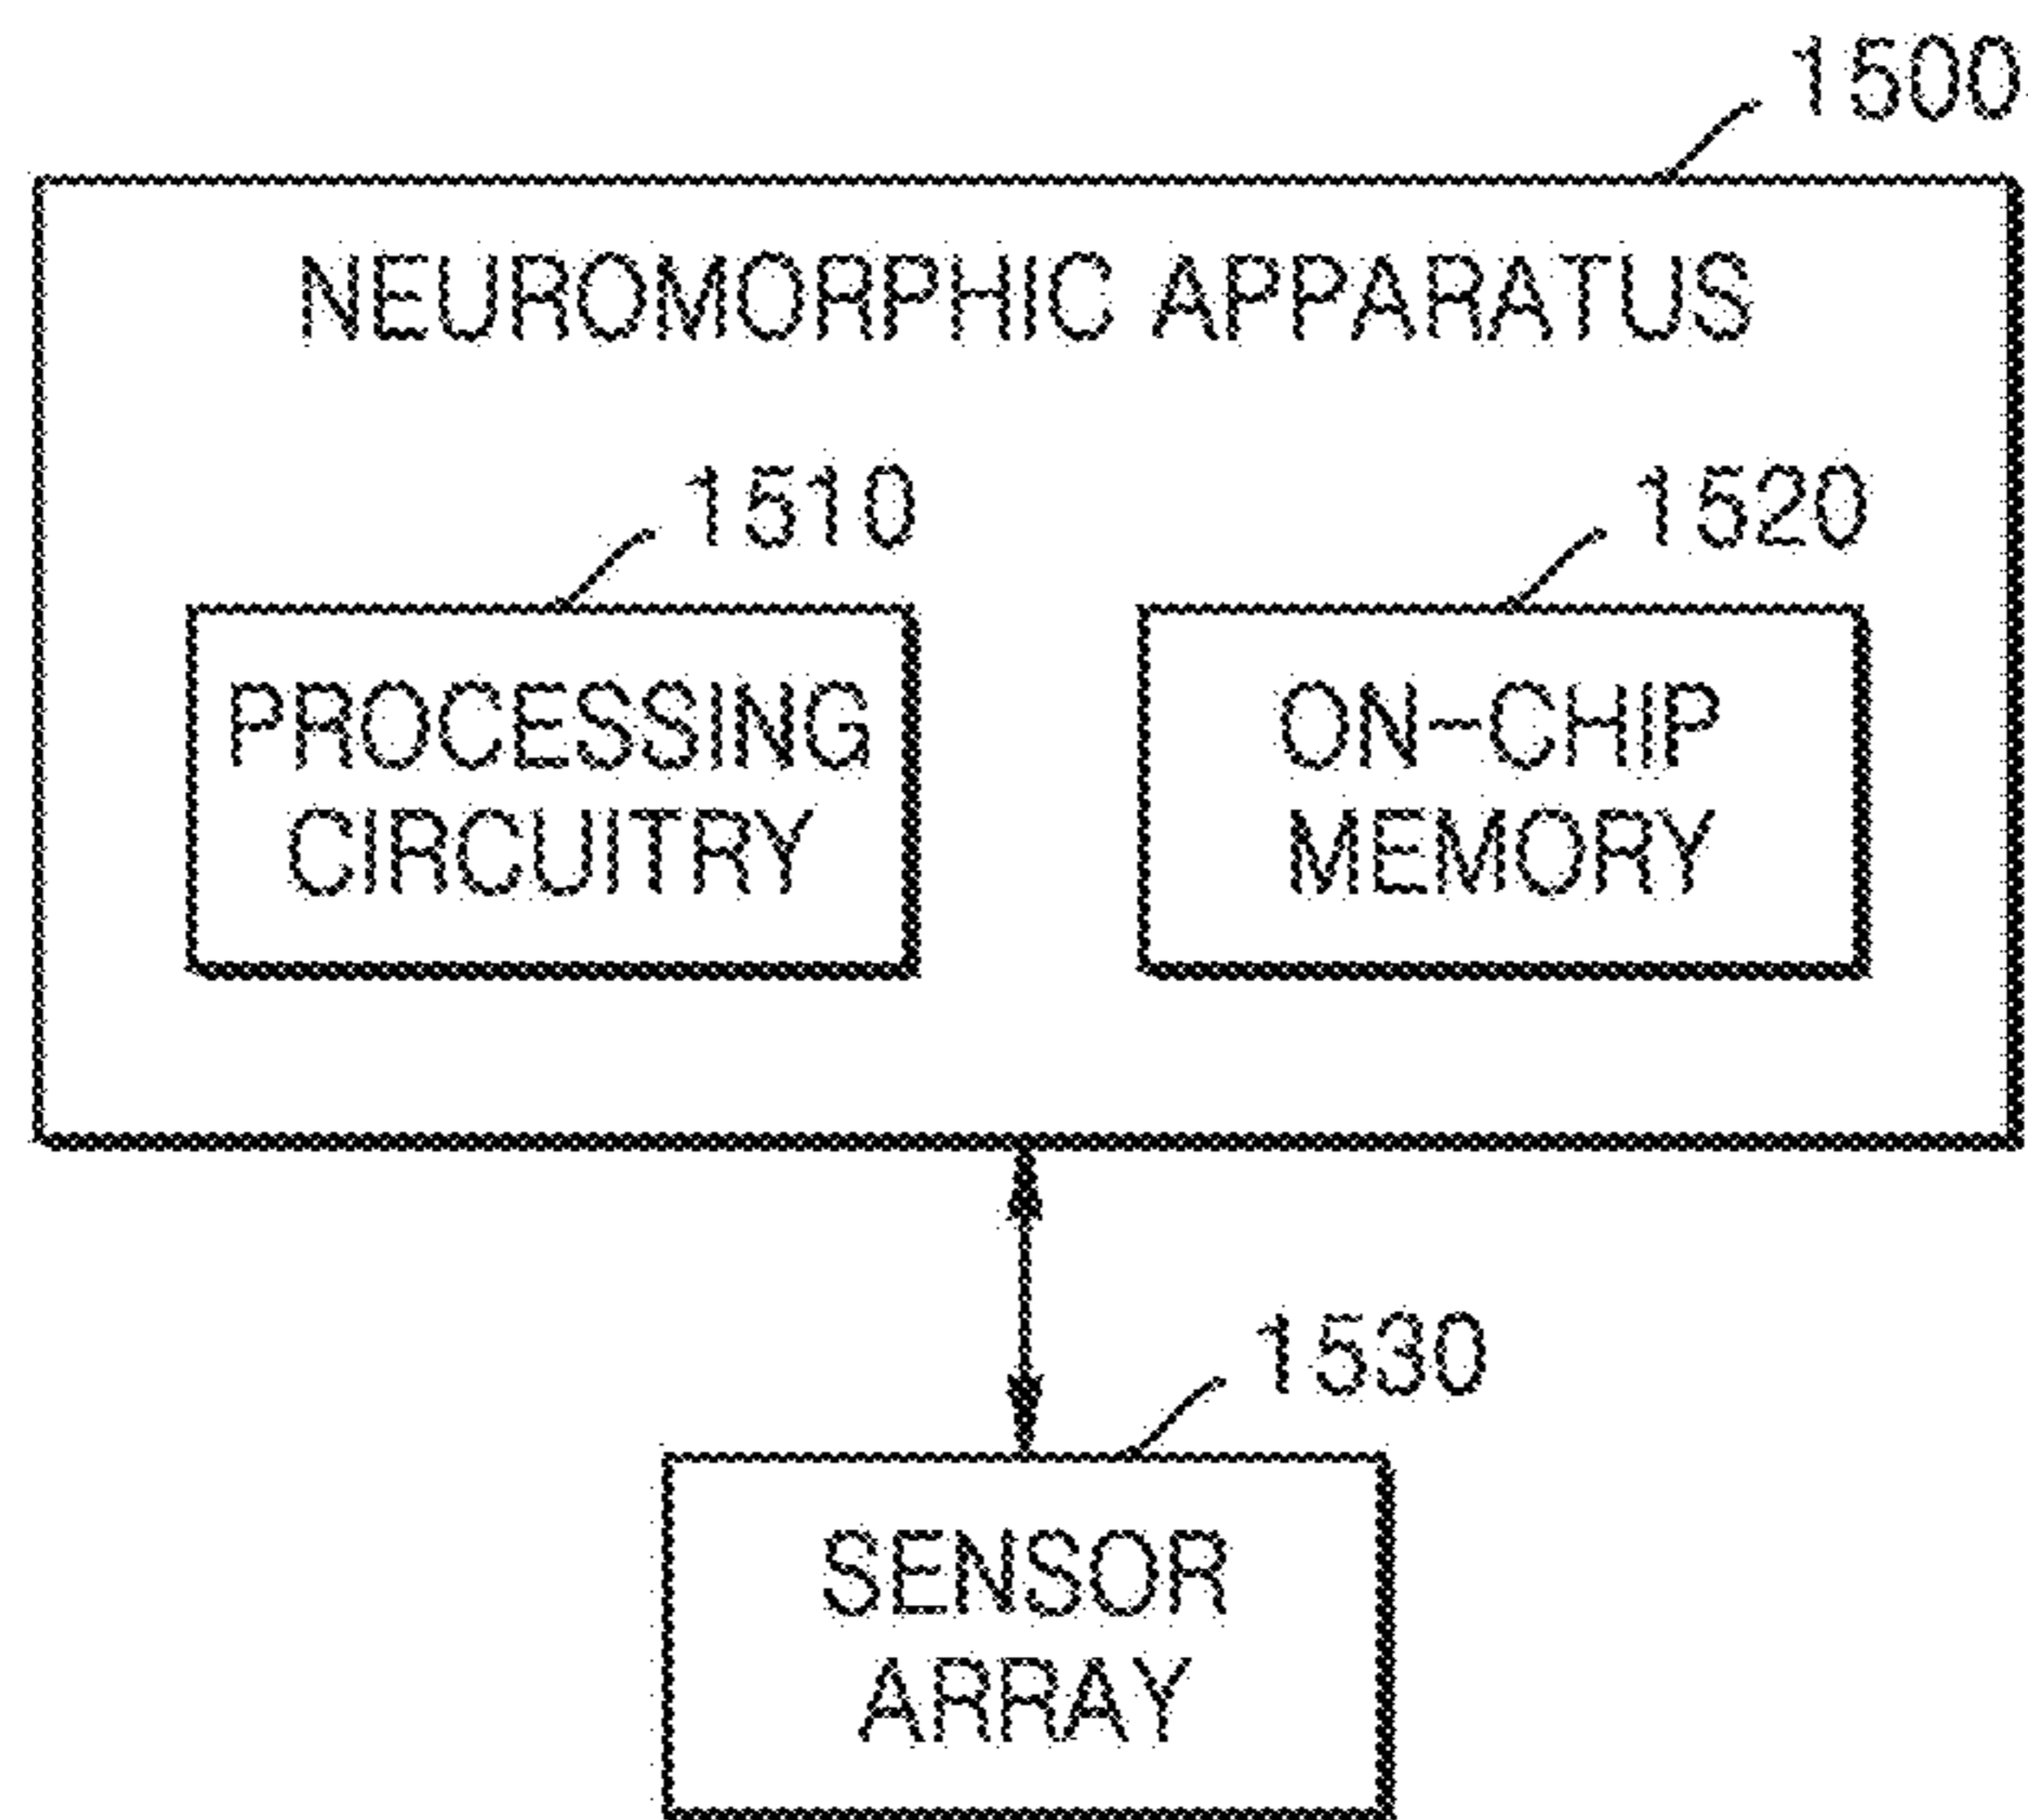 1500
NEUROMORPHIC APPARATUS
1510
1520
PROCESSING
CIRCUITRY
ON-CHIP
MEMORY
1530
SENSOR
ARRAY